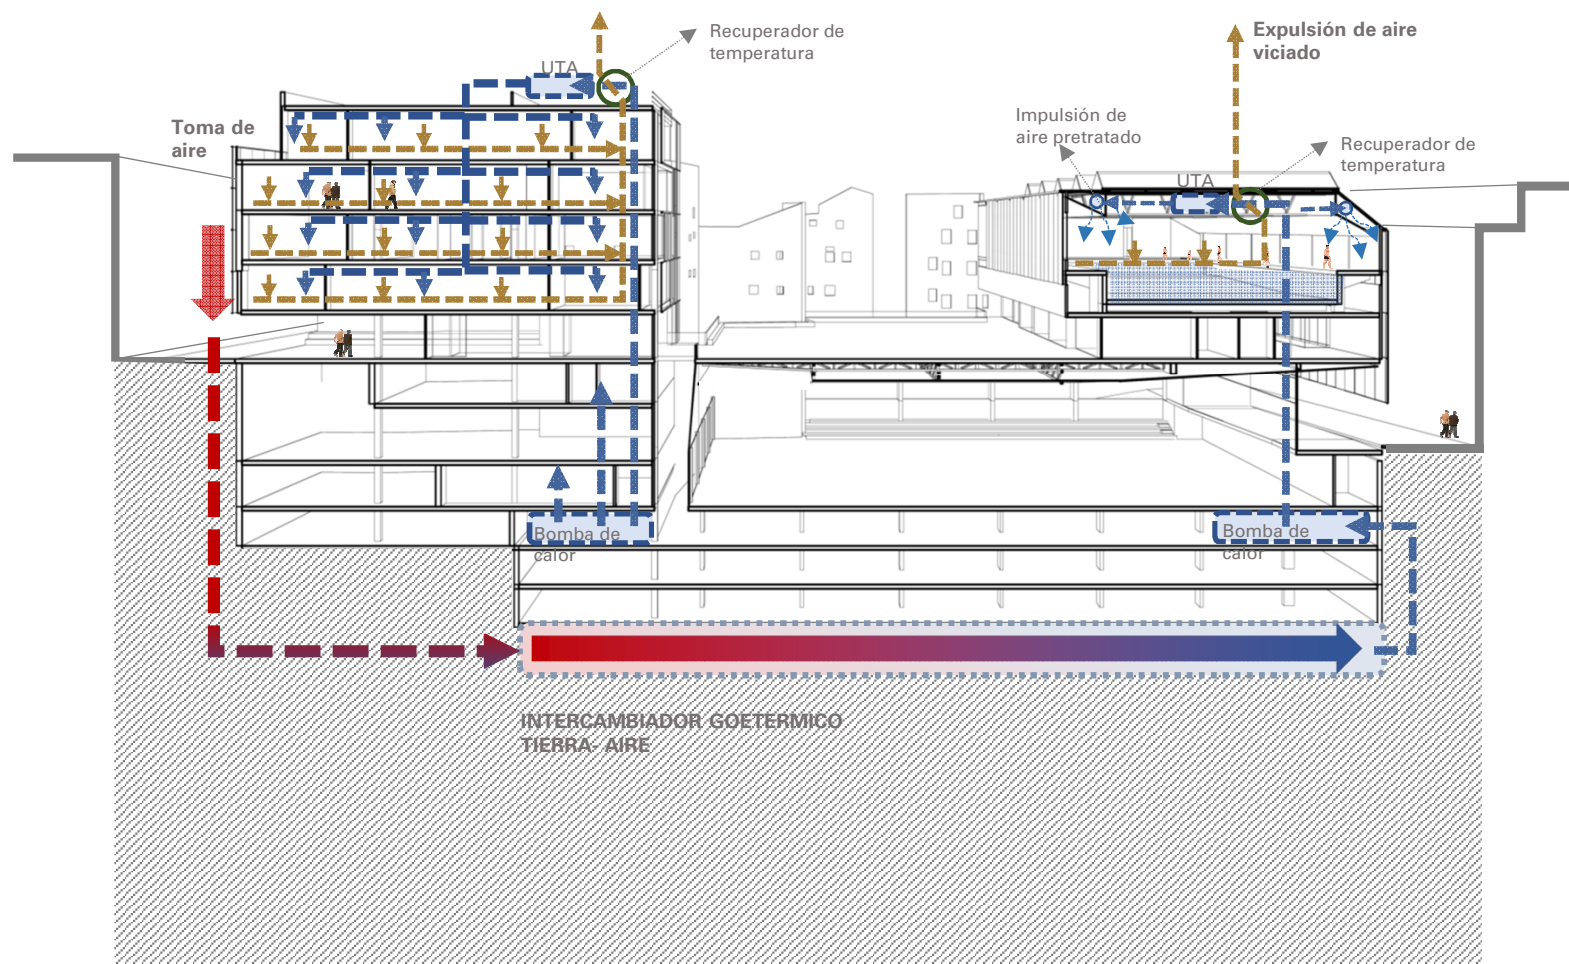 Recuperador de
temperatura
UTA
Toma de
aire
Expulsión de aire
viciado
Impulsión de
aire pretratado
Recuperador de
temperatura
UTA
Bomba de
calor
Bomba de
calor
INTERCAMBIADOR GOETERMICO
TIERRA- AIRE